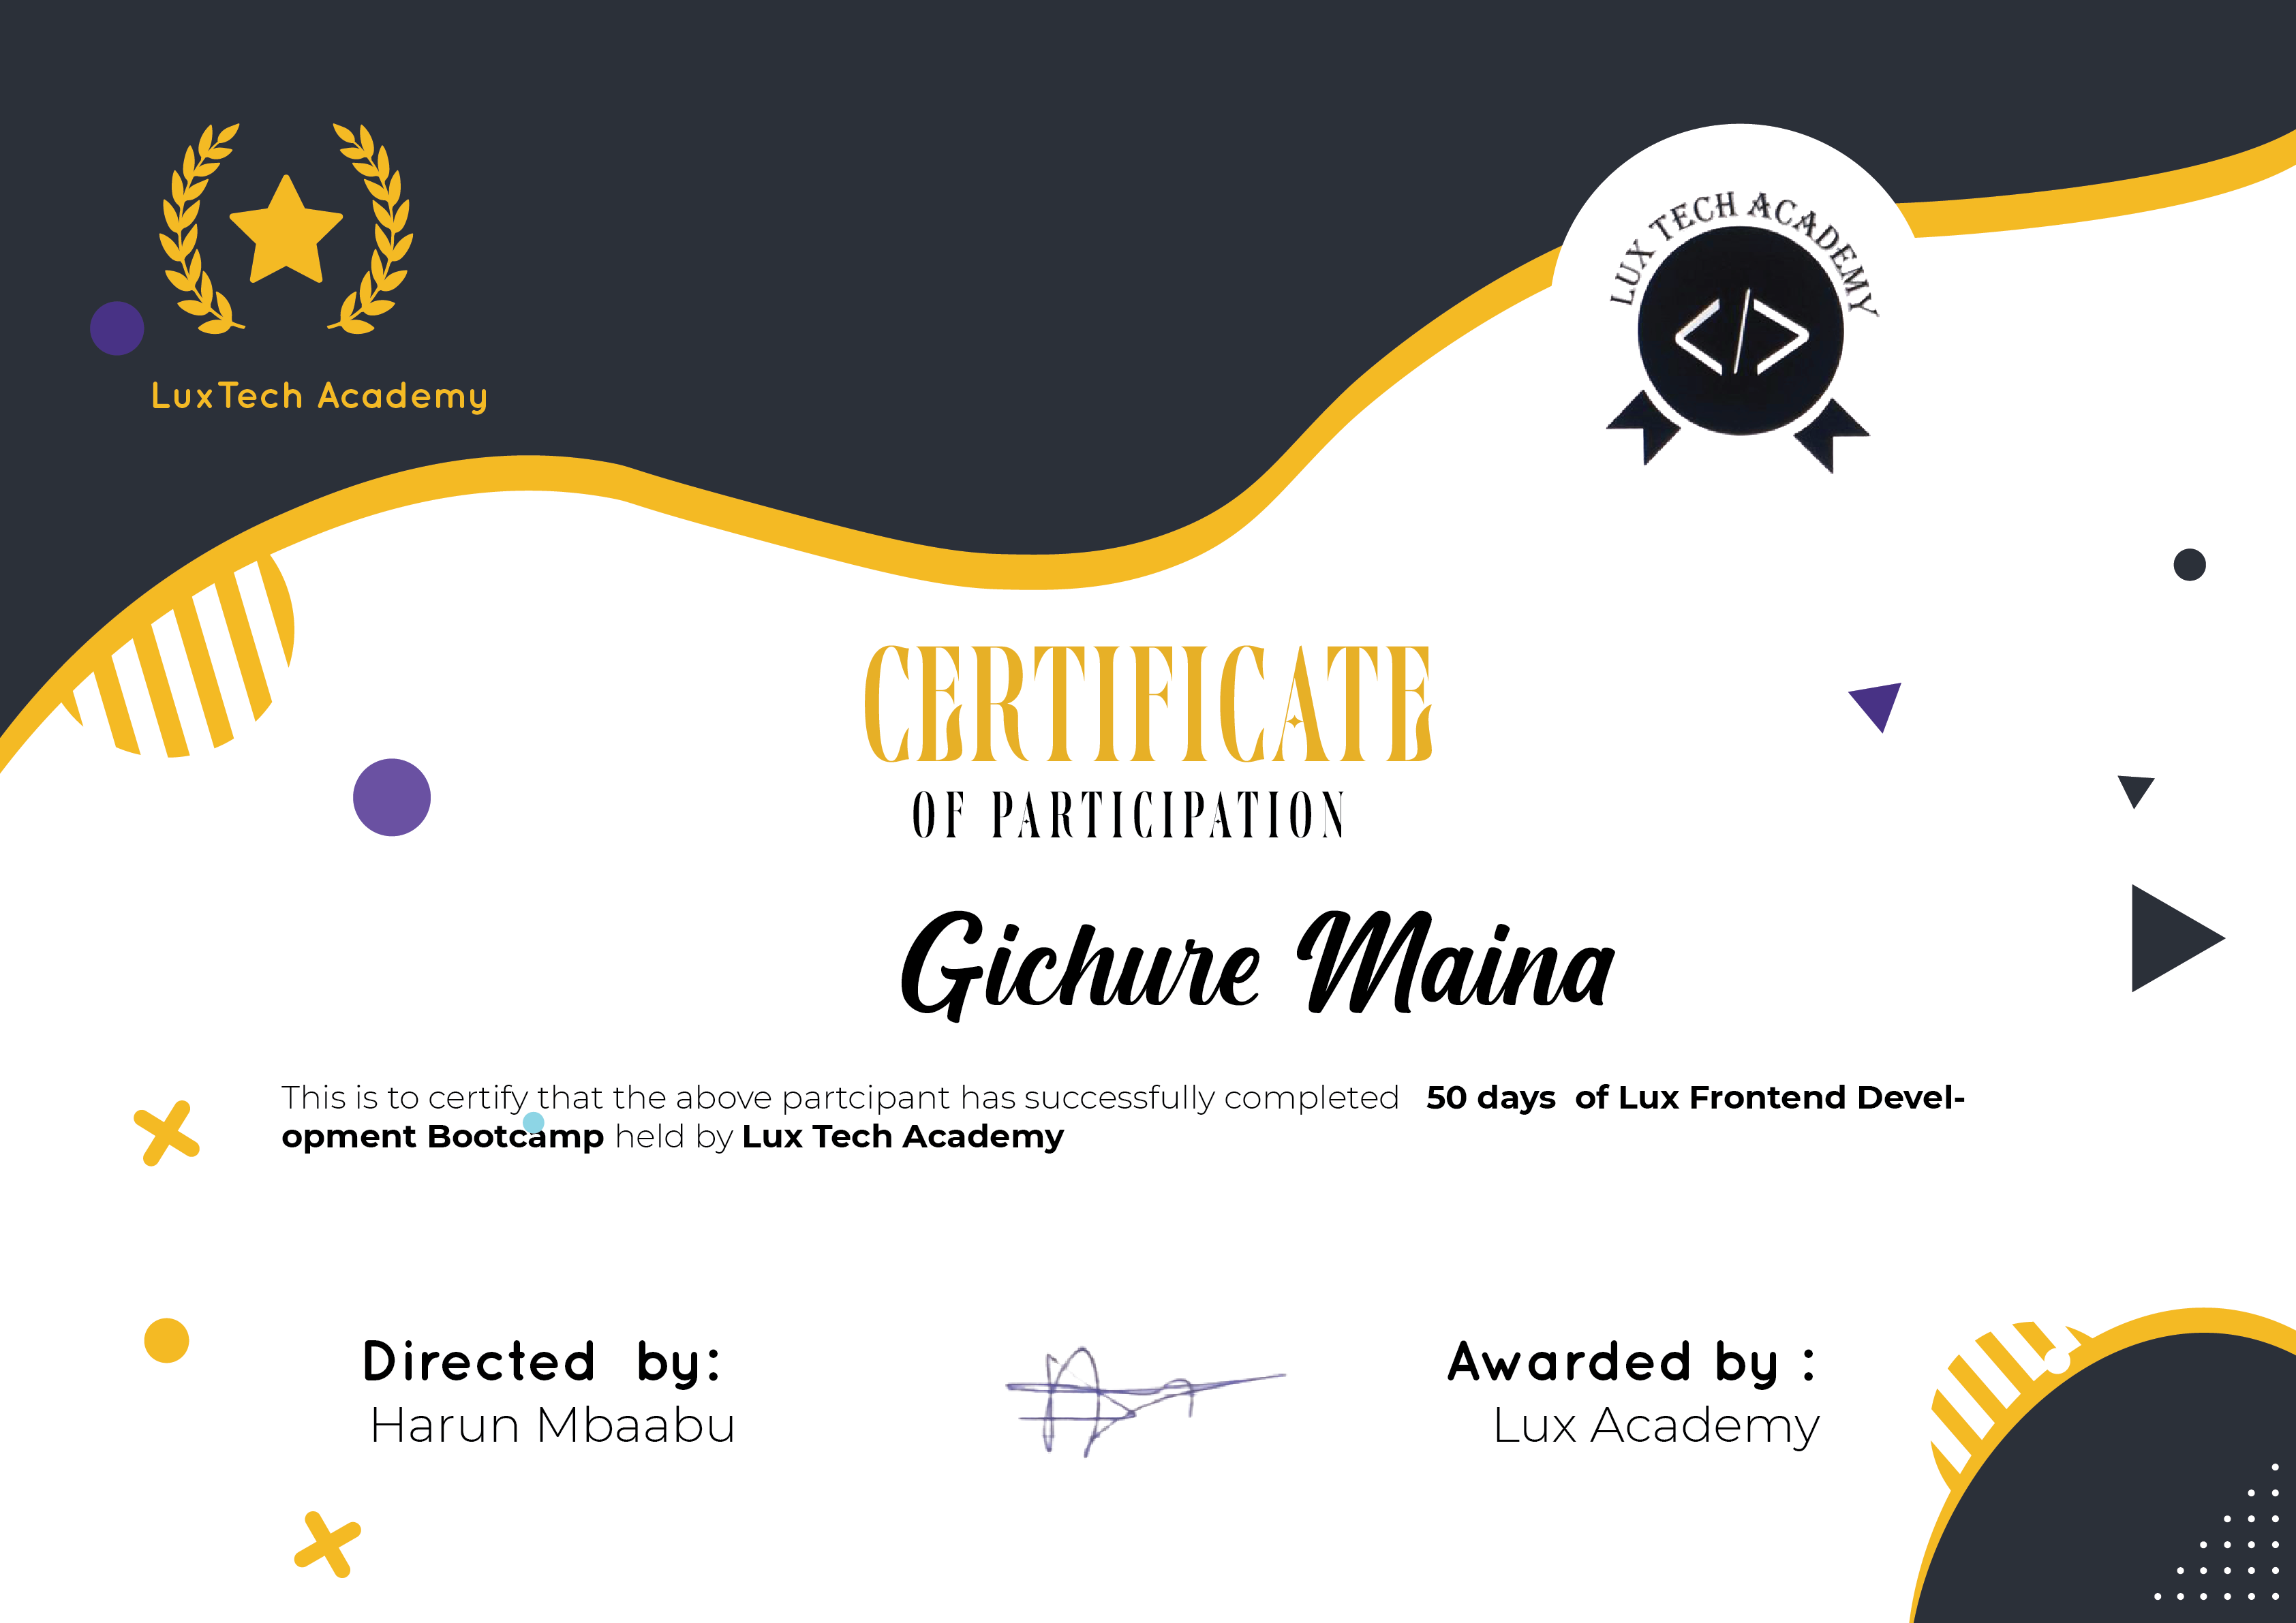 LUX TECH ACADEMY
</>
LuxTech Academy
CERTIFICATE
OF PARTICIPATION
Gichure Maina
This is to certify that the above partcipant has successfully completed 50 days of Lux Frontend Devel-
opment Bootcamp held by Lux Tech Academy
Directed by:
Awarded by :
Harun Mbaabu
Lux Academy